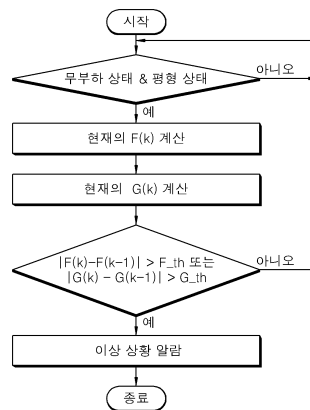 시작
무부하 상태 & 평형 상태
아니오
예
현재의 F(k) 계산
현재의 G(k) 계산
|F(k)-F(k-1)| > F_th 또는
|G(k) - G(k-1)| > G_th
아니오
예
이상 상황 알람
종료